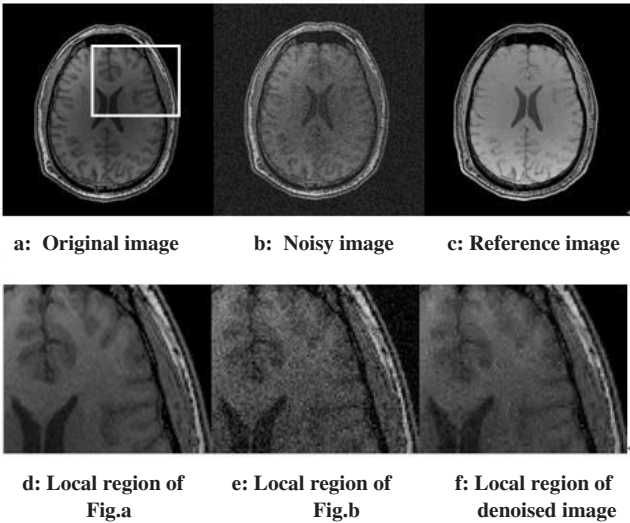 a: Original image
b: Noisy image
c: Reference image
d: Local region of
Fig.a
e: Local region of
Fig.b
f: Local region of
denoised image